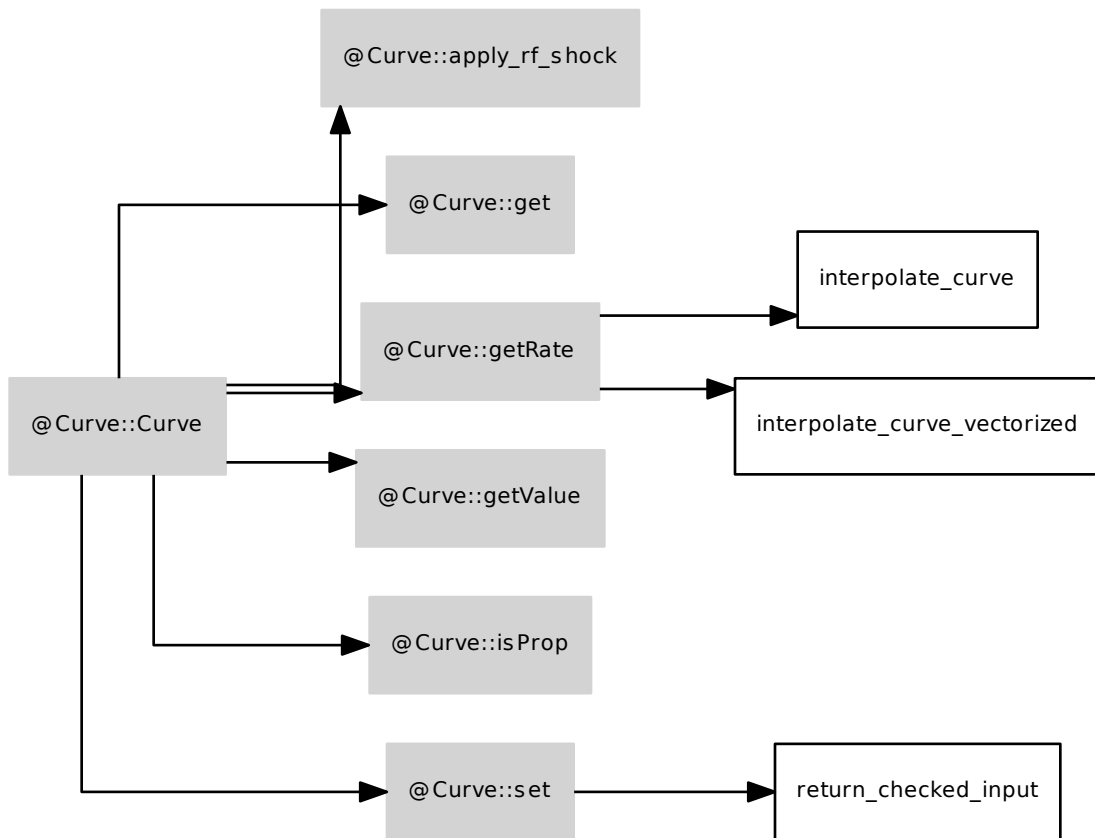 @Curve::apply_rf_shock
@Curve::get
interpolate_curve
@Curve::getRate
@Curve::Curve
interpolate_curve_vectorized
@Curve::getValue
@Curve::isProp
@Curve::set
return_checked_input